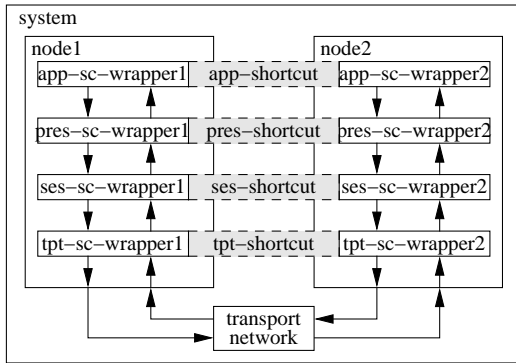 system
node1
node2
app-sc-wrapper1 app-shortcut app-sc-wrapper2
pres-sc-wrapper1 pres-shortcut pres-sc-wrapper2
ses-sc-wrapper1 ses-shortcut ses-sc-wrapper2
tpt-sc-wrapper1 tpt-shortcut tpt-sc-wrapper2
transport
network